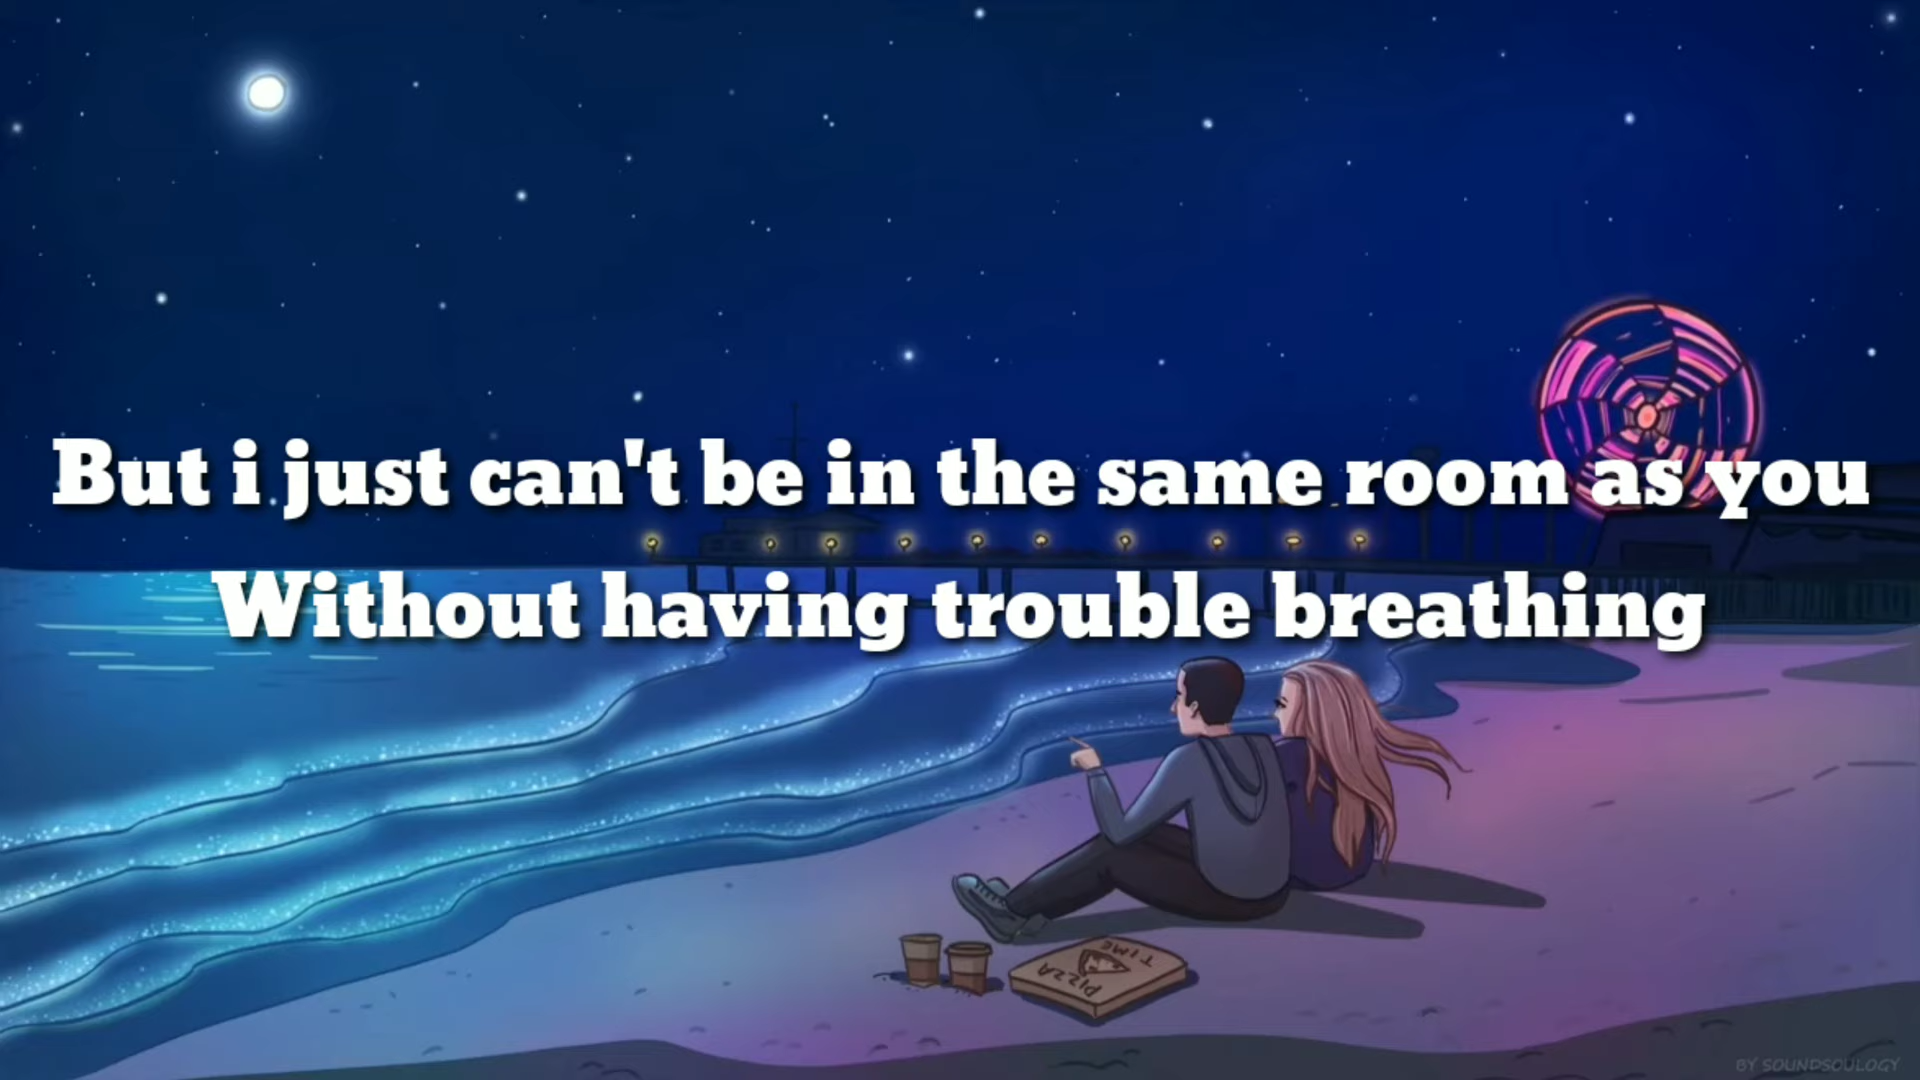 But i just can't be in the same room as you
Without having trouble breathing
PIZZA
TIME
BY SOUNDSOULOGY